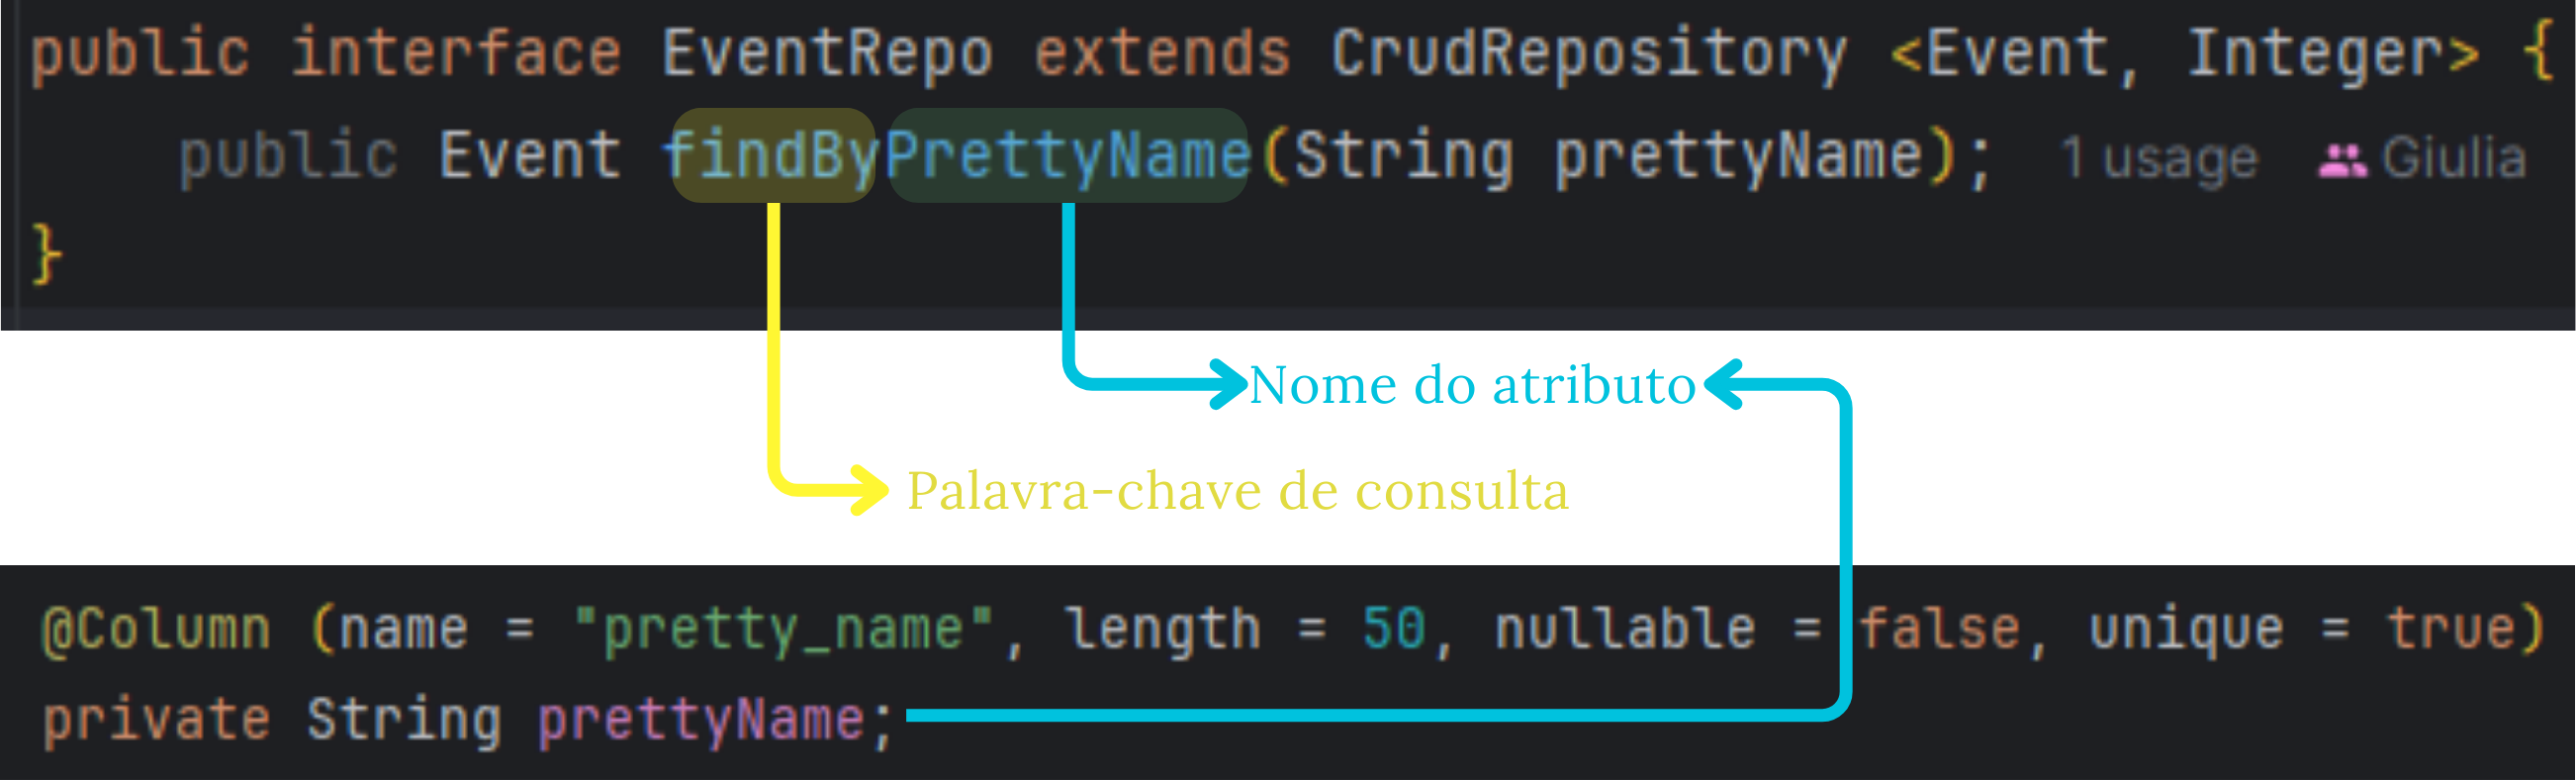 public interface EventRepo extends CrudRepository <Event, Integer> {
public Event findByPrettyName(String prettyName); 1 usage Giulia
}
Nome do atributo
Palavra-chave de consulta
@Column (name = "pretty_name", length = 50, nullable = false, unique = true)
private String prettyName;